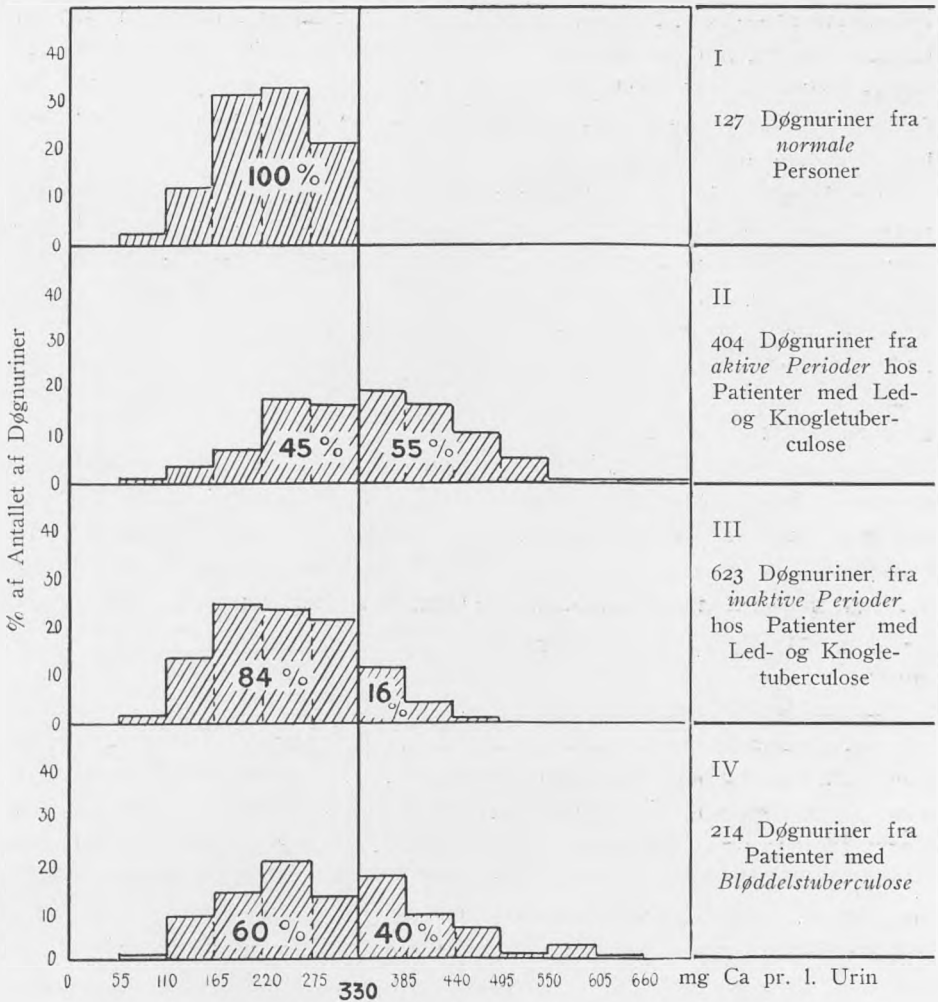 % af Antallet af Døgnuriner
40
30
20
10
0
100 %
I
127 Døgnuriner fra
normale
Personer
40
30
20
10
0
45 %
55 %
II
404 Døgnuriner fra
aktive Perioder hos
Patienter med Led-
og Knogletuber-
culose
40
30
20
10
0
84 %
16 %
III
623 Døgnuriner fra
inaktive Perioder
hos Patienter med
Led- og Knogle-
tuberculose
40
30
20
10
0
60 %
40 %
IV
214 Døgnuriner fra
Patienter med
Bløddelstuberculose
0 55 110 165 220 275 330 385 440 495 550 605 660 mg Ca pr. l. Urin